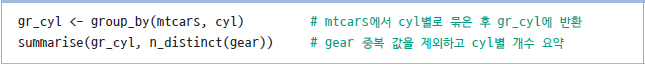 gr_cyl <- group_by(mtcars, cyl)          # mtcars에서 cyl별로 묶은 후 gr_cyl에 반환
summarise(gr_cyl, n_distinct(gear))      # gear 중복 값을 제외하고 cyl별 개수 요약